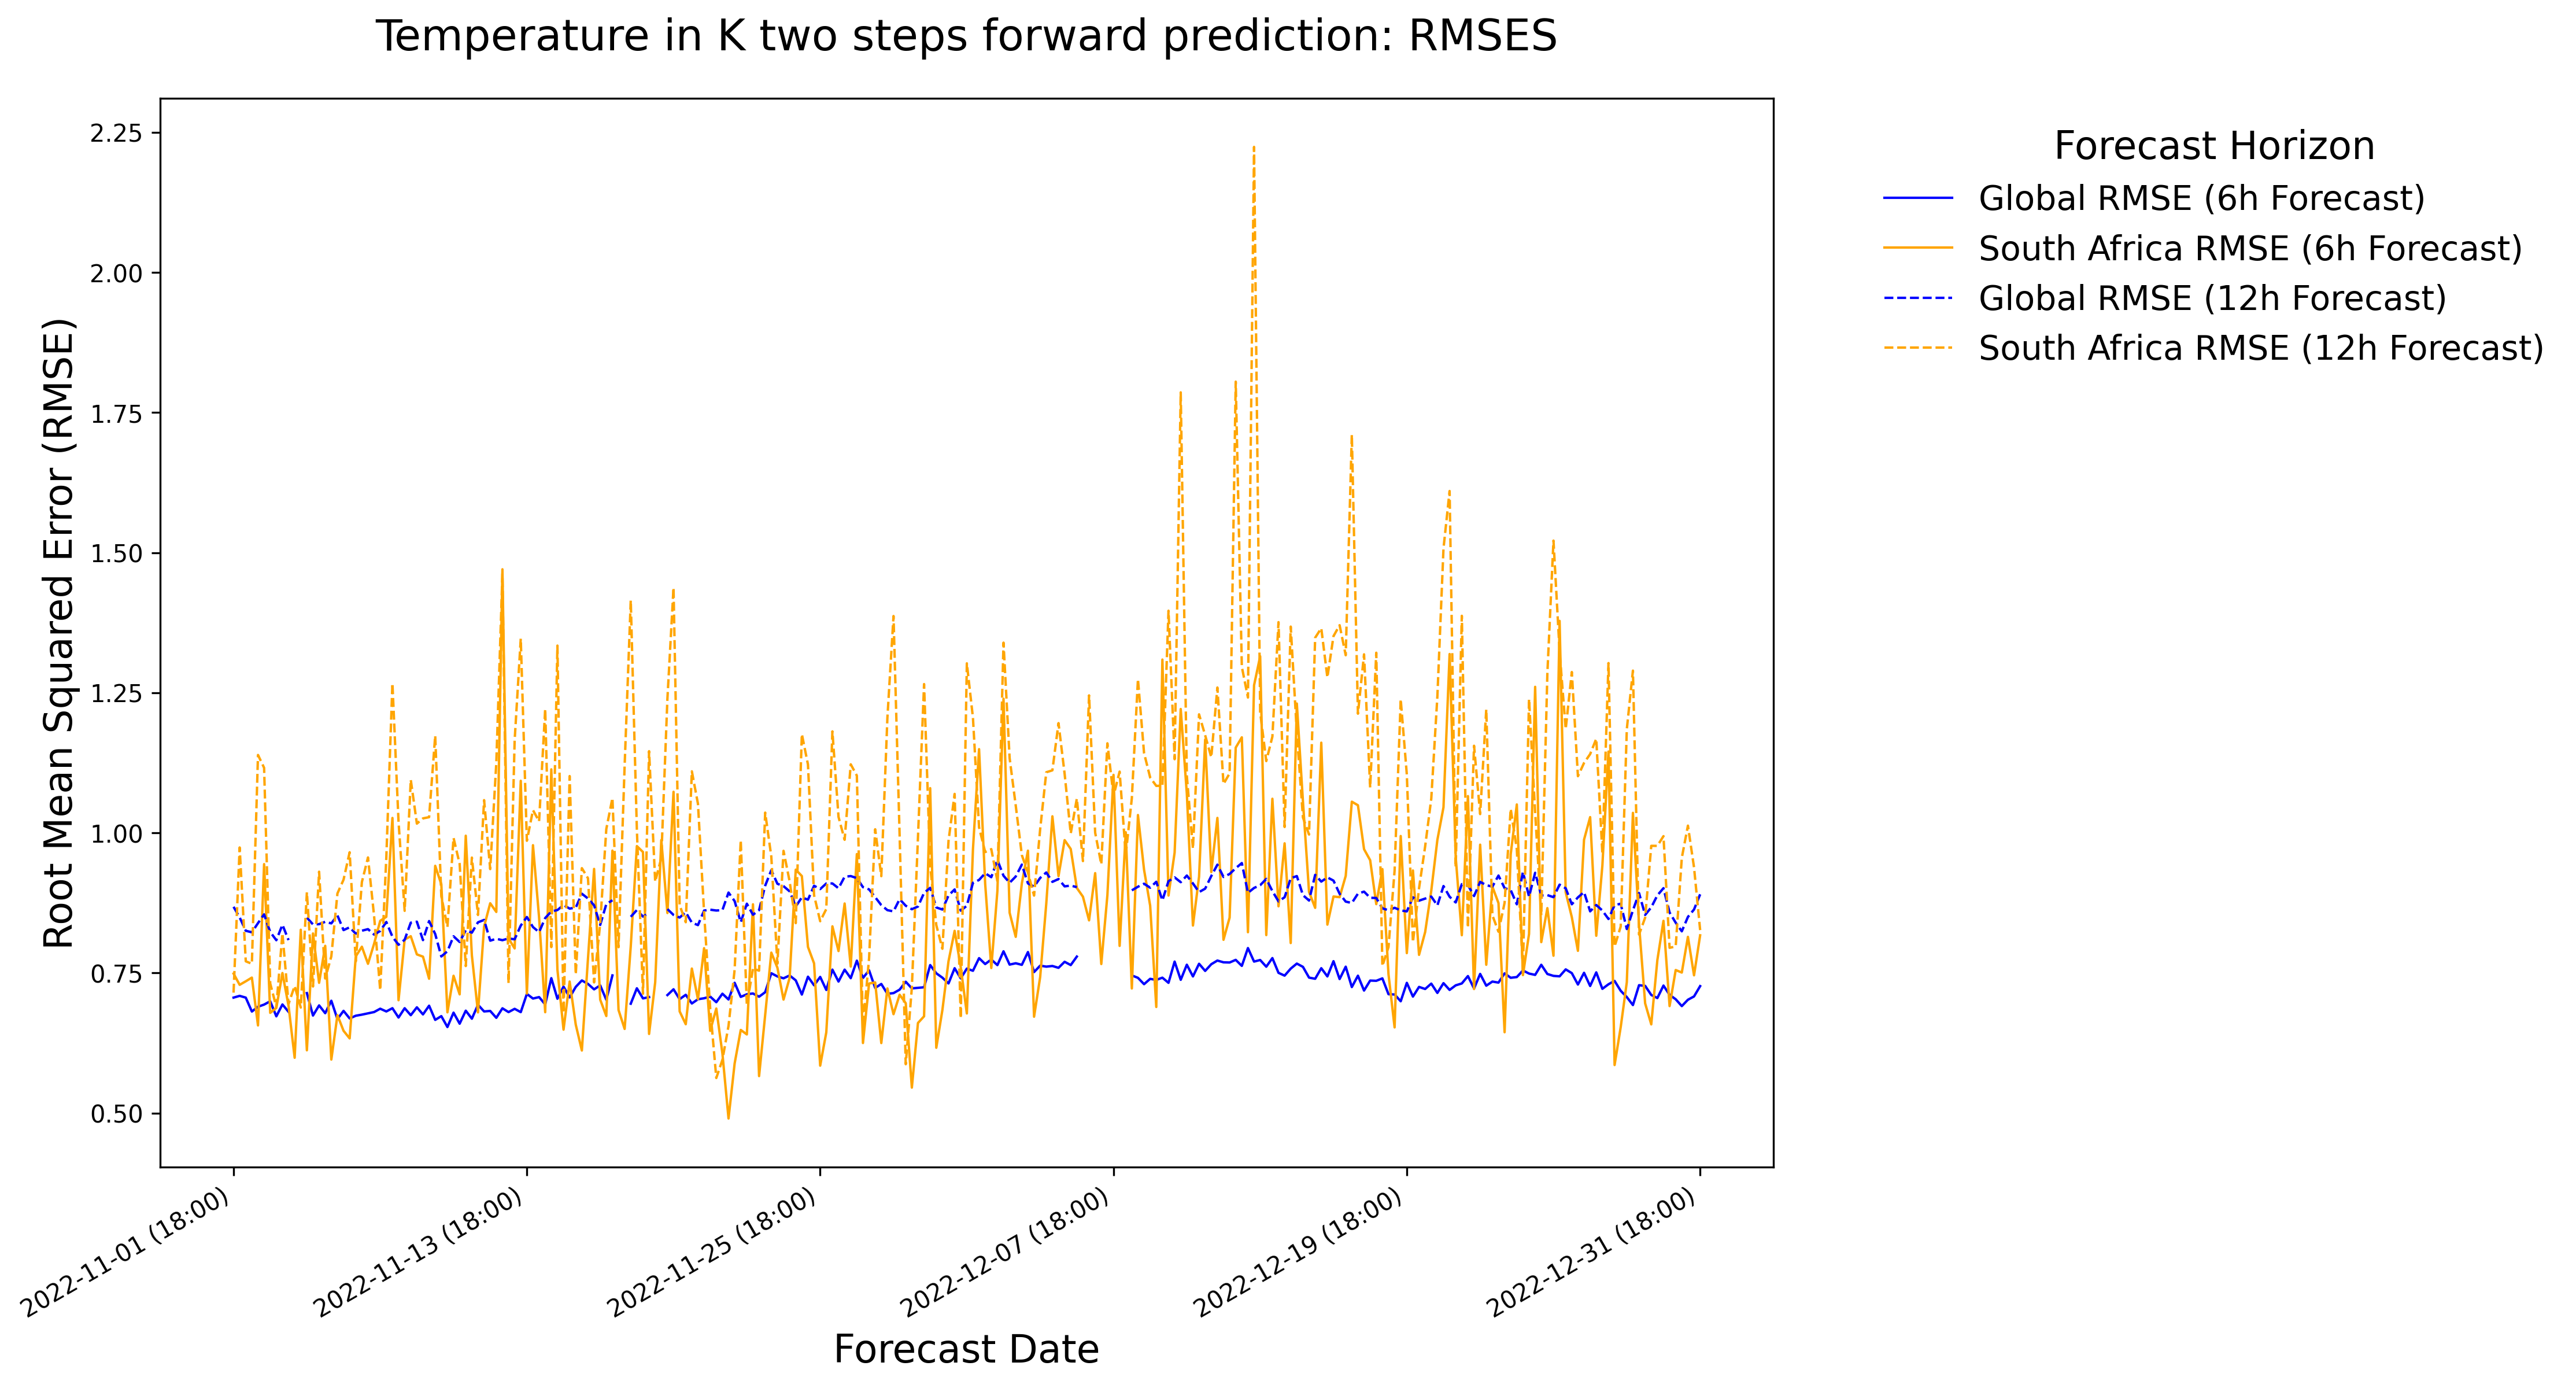 Temperature in K two steps forward prediction: RMSES
Root Mean Squared Error (RMSE)
2.25
2.00
1.75
1.50
1.25
1.00
0.75
0.50
2022-11-01 (18:00)
2022-11-13 (18:00)
2022-11-25 (18:00)
2022-12-07 (18:00)
2022-12-19 (18:00)
2022-12-31 (18:00)
Forecast Date
Forecast Horizon
Global RMSE (6h Forecast)
South Africa RMSE (6h Forecast)
Global RMSE (12h Forecast)
South Africa RMSE (12h Forecast)